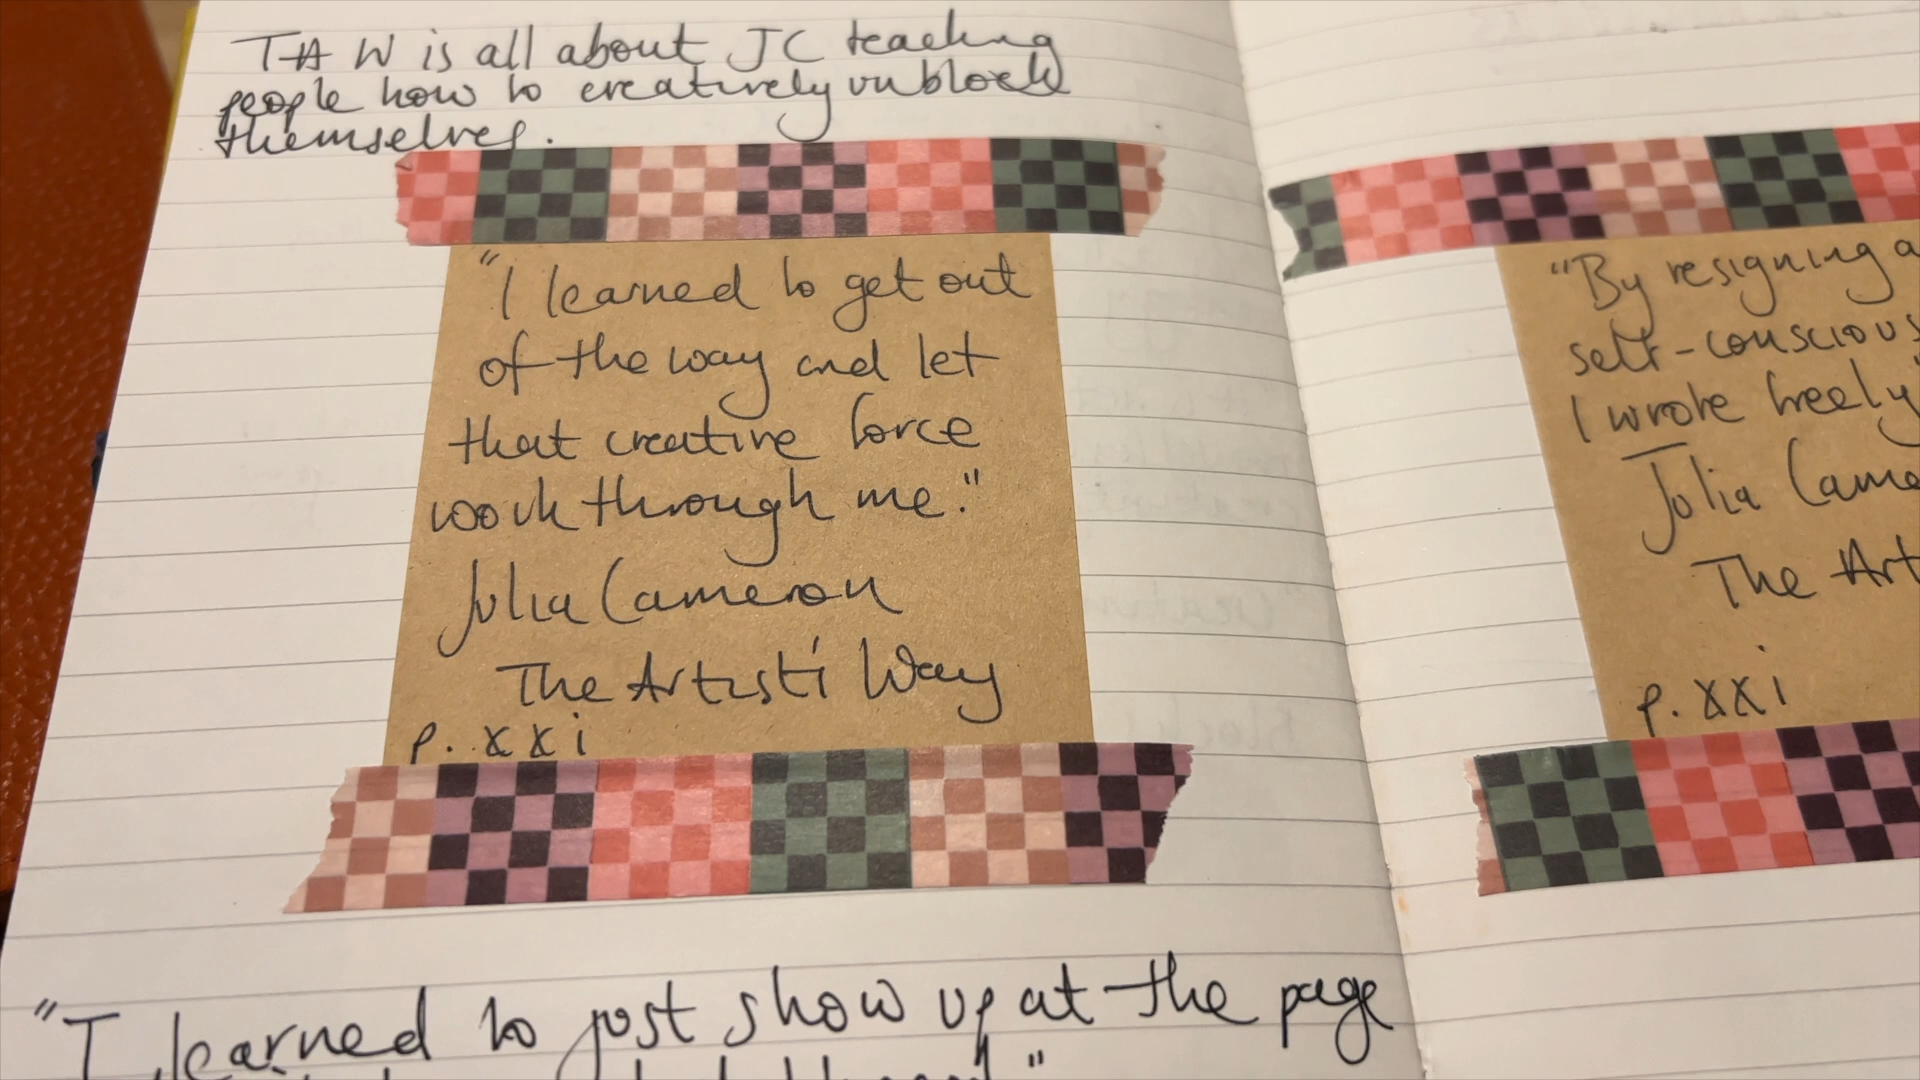 TAW is all about JC teaching
people how to creatively unblock
themselves.
"I learned to get out
of the way and let
that creative force
work through me."
Julia Cameron
The Artist's Way
p. xxi
"I learned to just show up at the page
"By resigning a
self-conscious
I wrote freely"
Julia Came
The Art
p. xxi